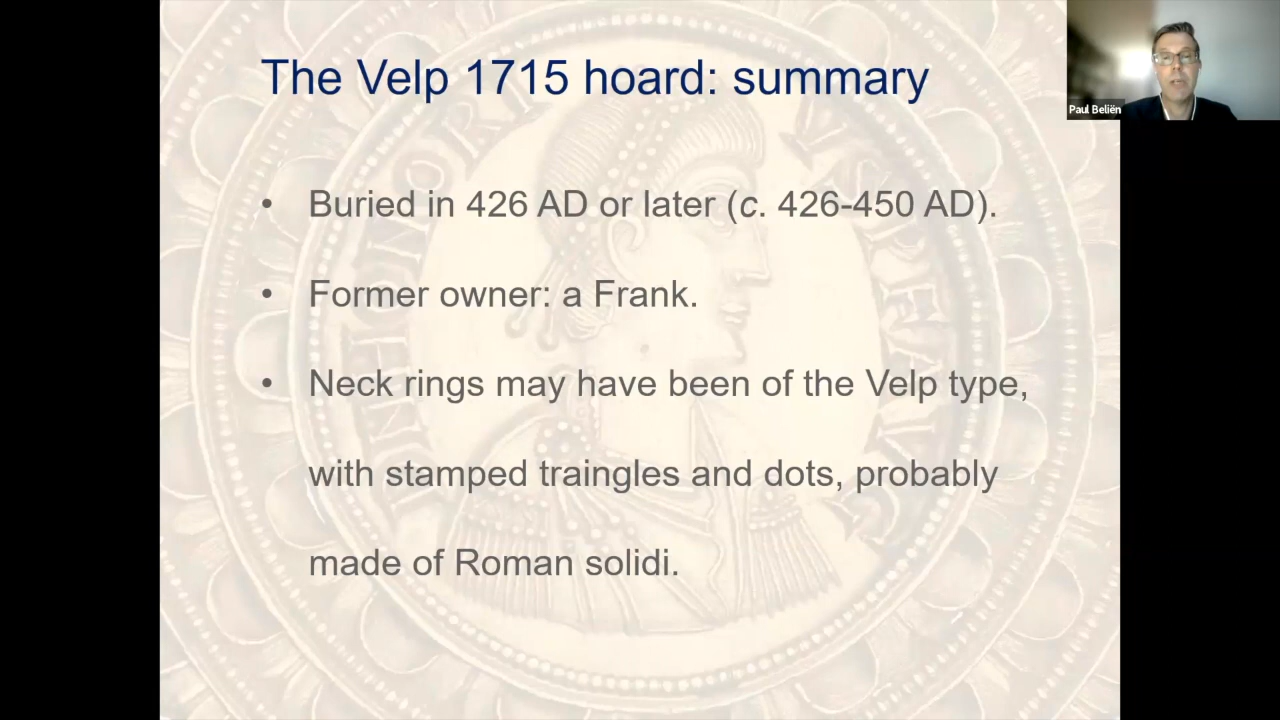 The Velp 1715 hoard: summary
Paul Beliën
• Buried in 426 AD or later (c. 426-450 AD).
• Former owner: a Frank.
• Neck rings may have been of the Velp type,
with stamped traingles and dots, probably
made of Roman solidi.